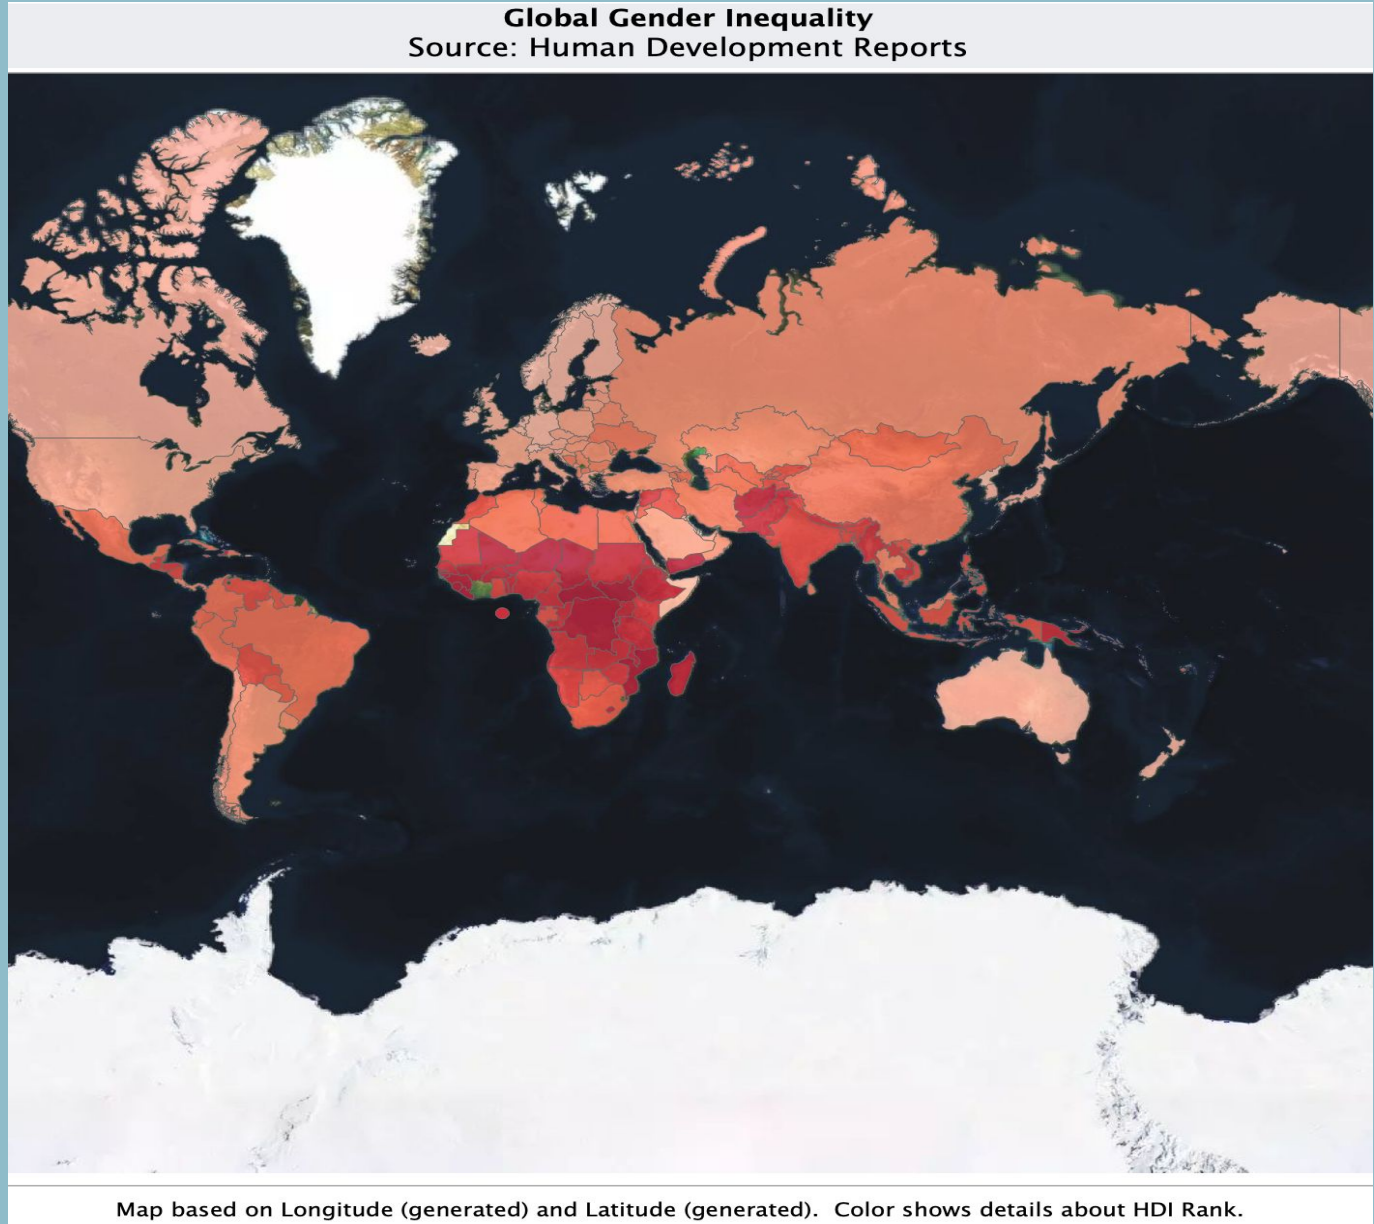 Global Gender Inequality
Source: Human Development Reports
Map based on Longitude (generated) and Latitude (generated).  Color shows details about HDI Rank.